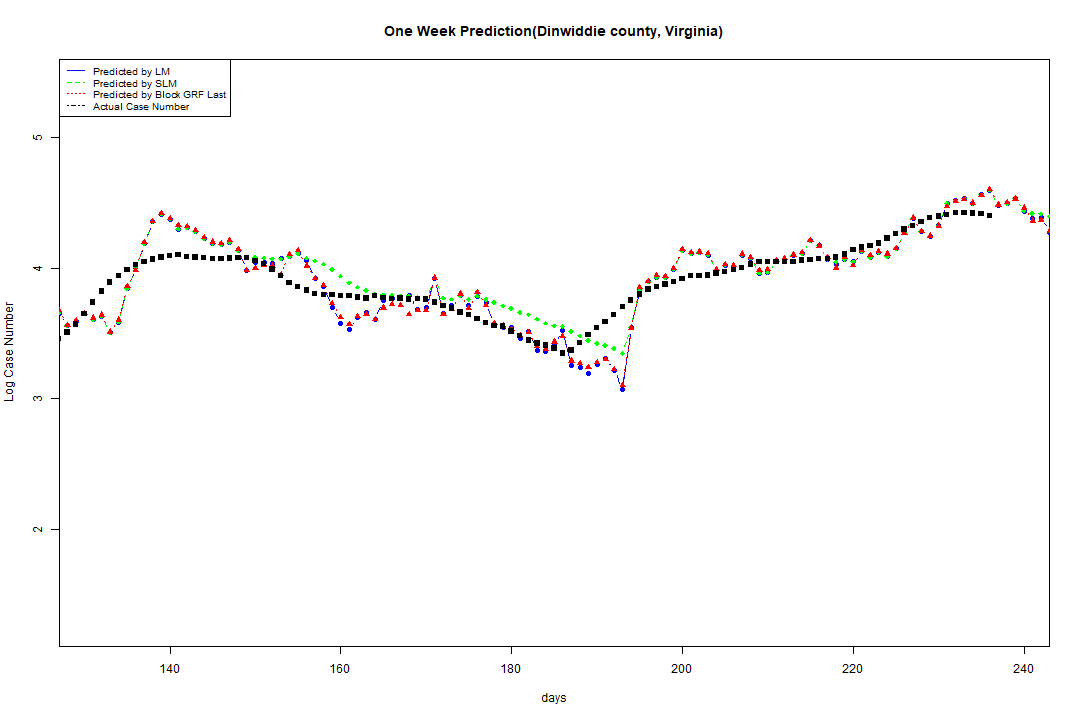 One Week Prediction(Dinwiddie county, Virginia)
Predicted by LM
Predicted by SLM
Predicted by Block GRF Last
Actual Case Number
5
4
3
2
Log Case Number
140 160 180 200 220 240
days